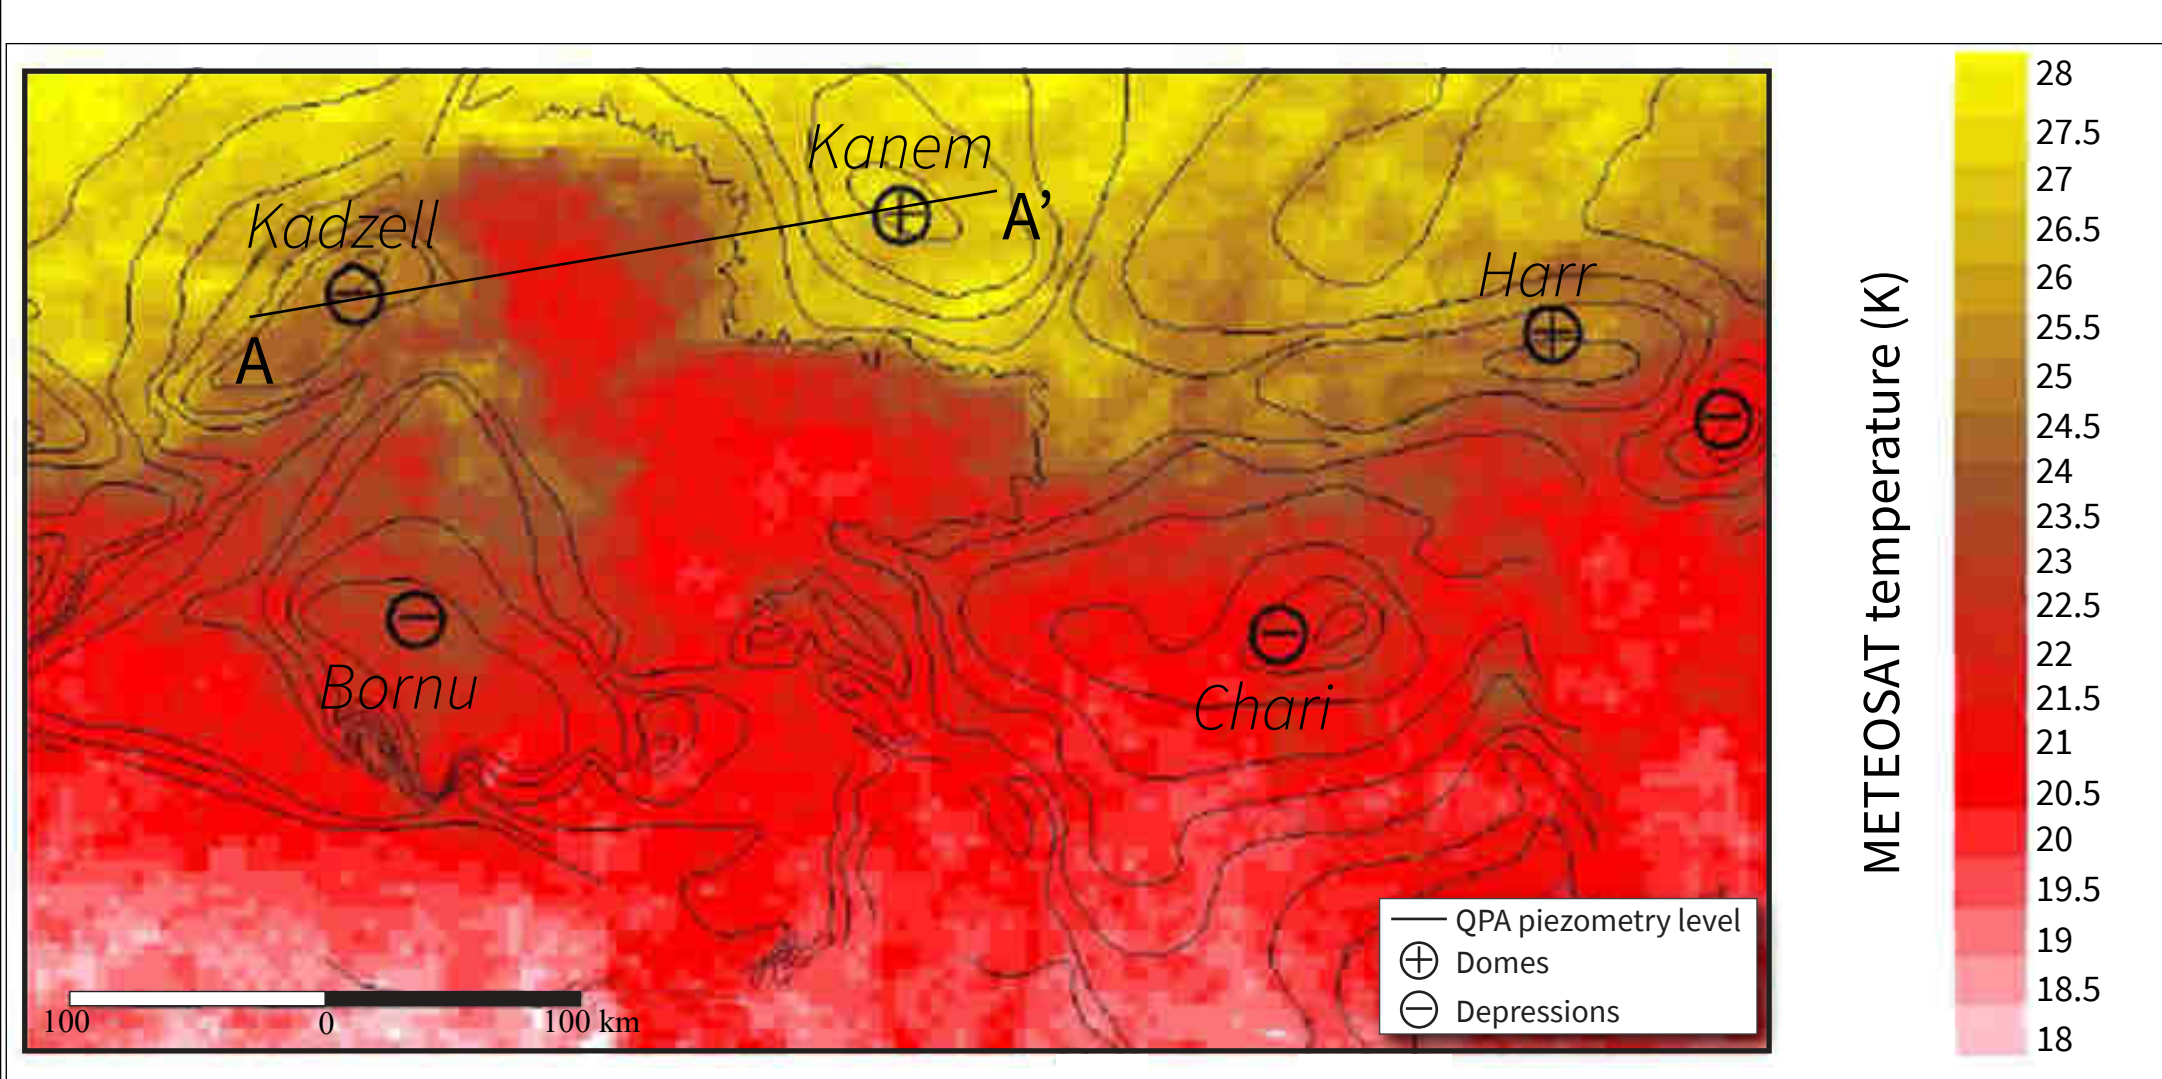 Kanem
A’
Kadzell
A
Harr
Bornu
Chari
QPA piezometry level
Domes
Depressions
100 0 100 km
METEOSAT temperature (K)
28
27.5
27
26.5
26
25.5
25
24.5
24
23.5
23
22.5
22
21.5
21
20.5
20
19.5
19
18.5
18